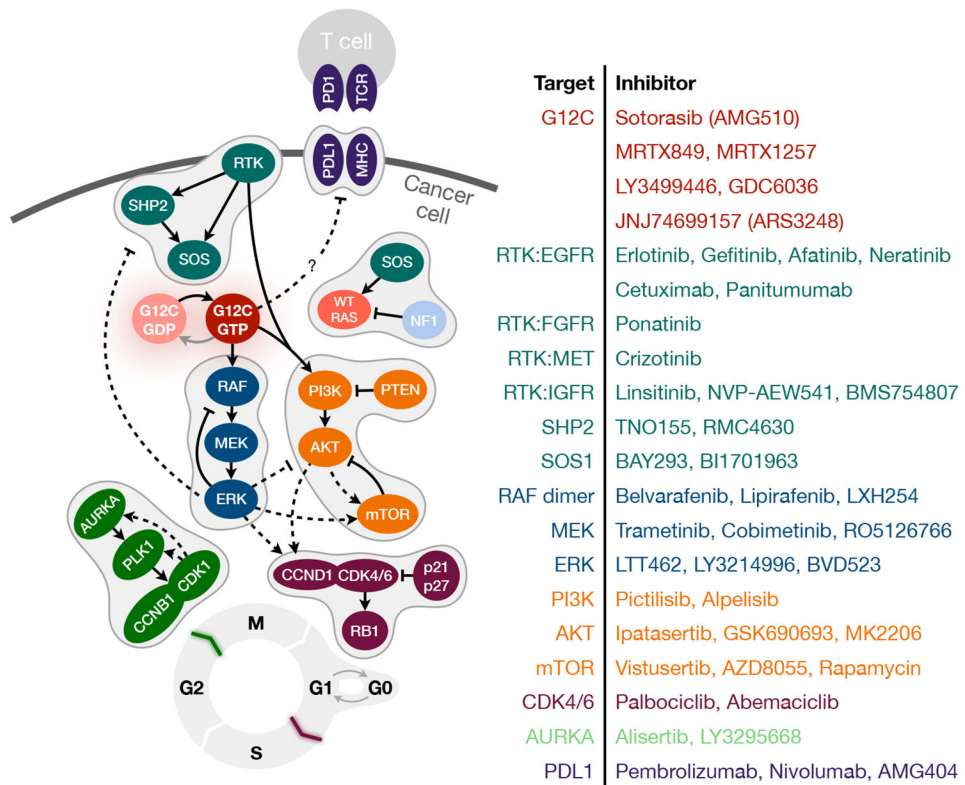 T cell
PD1
TCR
PDL1
MHC
Cancer
cell
RTK
SHP2
SOS
?
SOS
WT
RAS
NF1
G12C
GDP
G12C
GTP
RAF
MEK
ERK
PI3K
PTEN
AKT
mTOR
AURKA
PLK1
CDK1
CCNB1
CCND1
CDK4/6
p21
p27
RB1
M
G2
G1
G0
S
Target Inhibitor
G12C Sotorasib (AMG510)
MRTX849, MRTX1257
LY3499446, GDC6036
JNJ74699157 (ARS3248)
RTK:EGFR Erlotinib, Gefitinib, Afatinib, Neratinib
Cetuximab, Panitumumab
RTK:FGFR Ponatinib
RTK:MET Crizotinib
RTK:IGFR Linsitinib, NVP-AEW541, BMS754807
SHP2 TNO155, RMC4630
SOS1 BAY293, BI1701963
RAF dimer Belvarafenib, Lipirafenib, LXH254
MEK Trametinib, Cobimetinib, RO5126766
ERK LTT462, LY3214996, BVD523
PI3K Pictilisib, Alpelisib
AKT Ipatasertib, GSK690693, MK2206
mTOR Vistusertib, AZD8055, Rapamycin
CDK4/6 Palbociclib, Abemaciclib
AURKA Alisertib, LY3295668
PDL1 Pembrolizumab, Nivolumab, AMG404